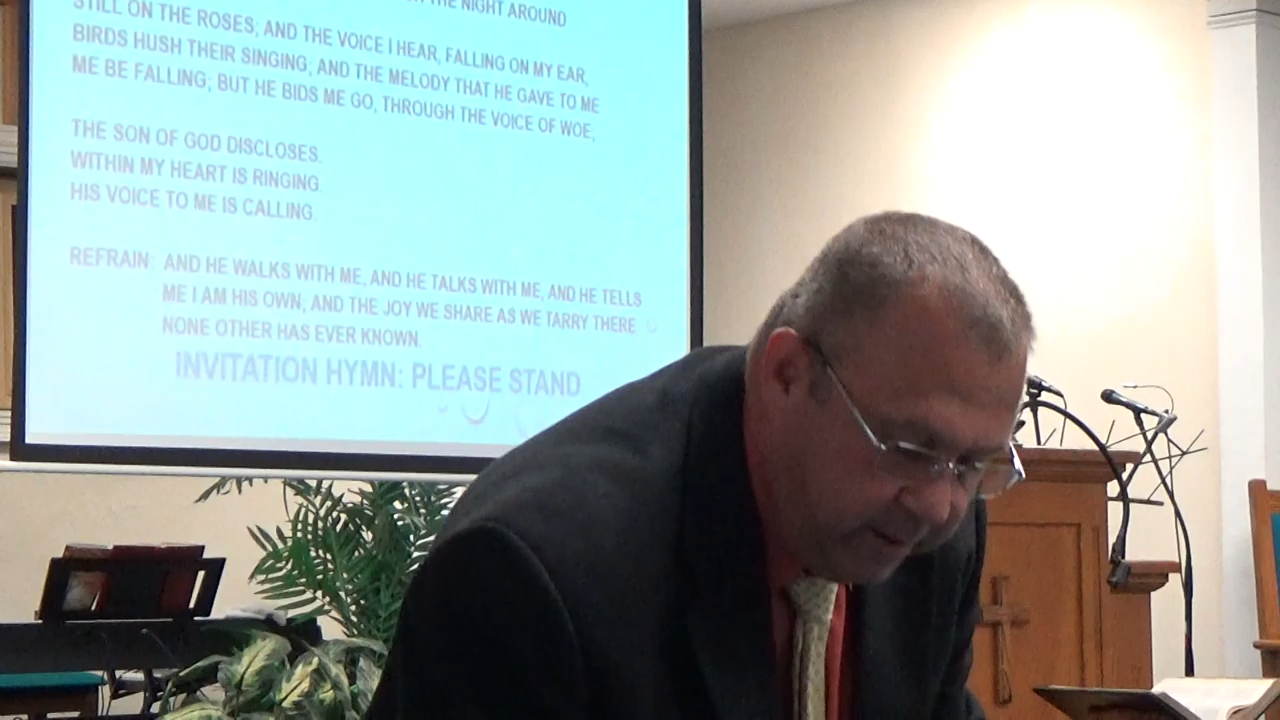 THE NIGHT AROUND
STILL ON THE ROSES; AND THE VOICE I HEAR, FALLING ON MY EAR,
BIRDS HUSH THEIR SINGING; AND THE MELODY THAT HE GAVE TO ME
ME BE FALLING; BUT HE BIDS ME GO, THROUGH THE VOICE OF WOE;
THE SON OF GOD DISCLOSES.
WITHIN MY HEART IS RINGING.
HIS VOICE TO ME IS CALLING.
REFRAIN: AND HE WALKS WITH ME, AND HE TALKS WITH ME, AND HE TELLS
ME I AM HIS OWN; AND THE JOY WE SHARE AS WE TARRY THERE
NONE OTHER HAS EVER KNOWN.
INVITATION HYMN: PLEASE STAND